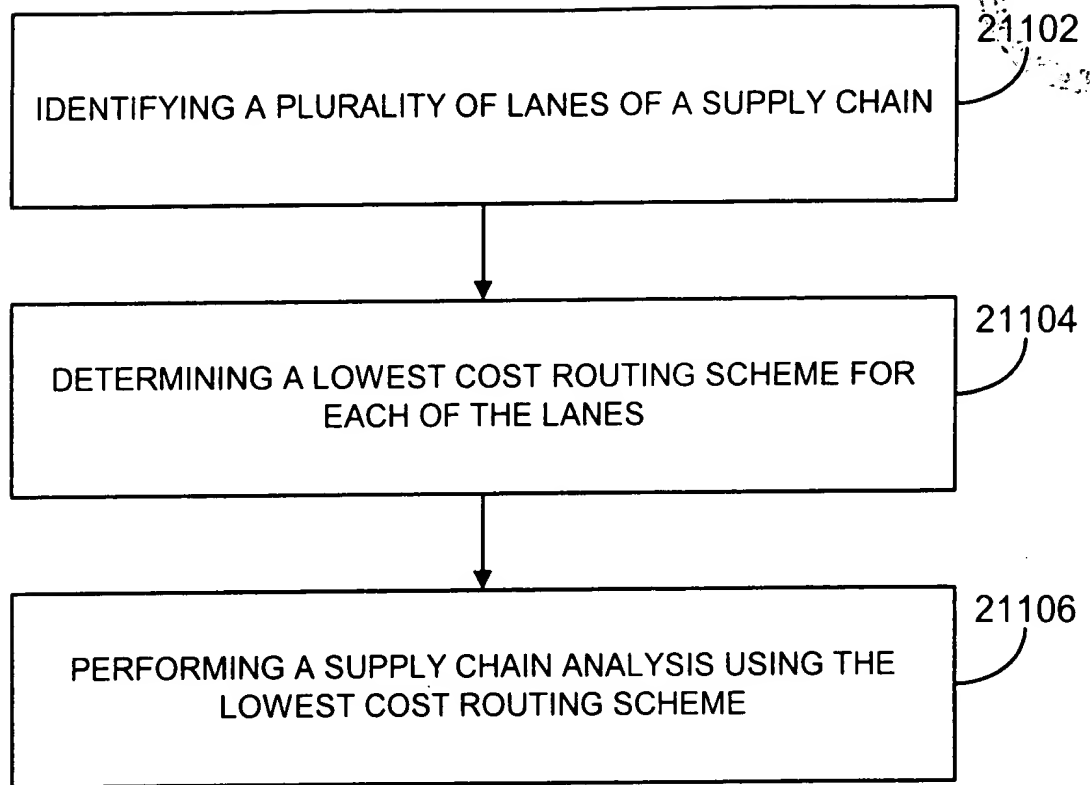 21102
IDENTIFYING A PLURALITY OF LANES OF A SUPPLY CHAIN
21104
DETERMINING A LOWEST COST ROUTING SCHEME FOR
EACH OF THE LANES
21106
PERFORMING A SUPPLY CHAIN ANALYSIS USING THE
LOWEST COST ROUTING SCHEME